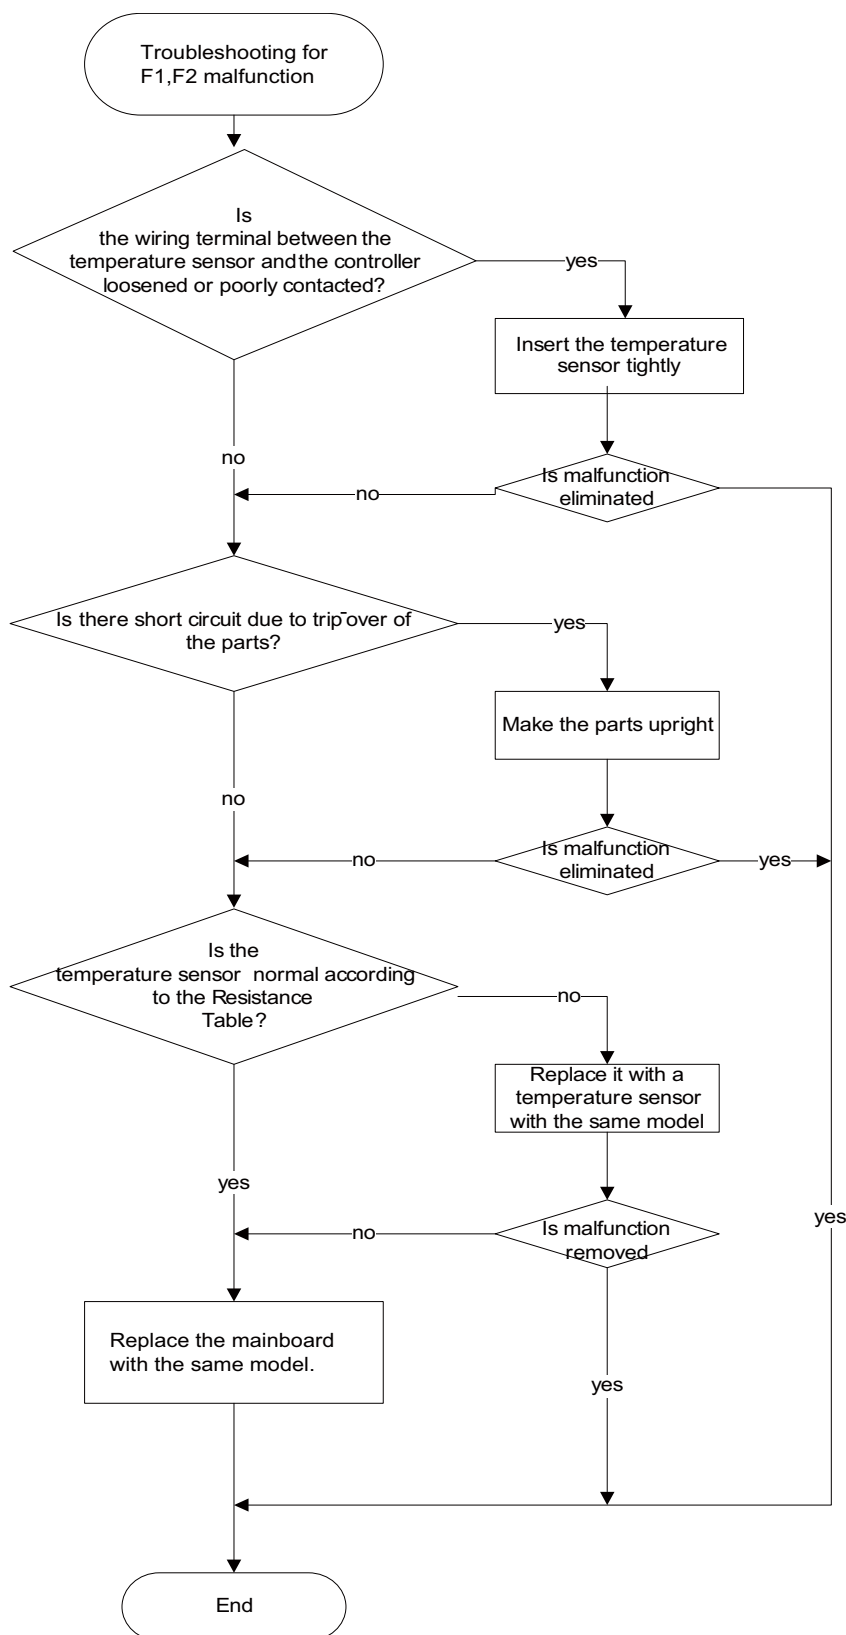 Troubleshooting for
F1,F2 malfunction
Is
the wiring terminal between the
temperature sensor and the controller
loosened or poorly contacted?
yes
Insert the temperature
sensor tightly
no
Is malfunction
eliminated
no
Is there short circuit due to trip-over of
the parts?
yes
Make the parts upright
no
Is malfunction
eliminated
no
yes
Is the
temperature sensor normal according
to the Resistance
Table?
no
Replace it with a
temperature sensor
with the same model
yes
Is malfunction
removed
no
yes
Replace the mainboard
with the same model.
yes
End